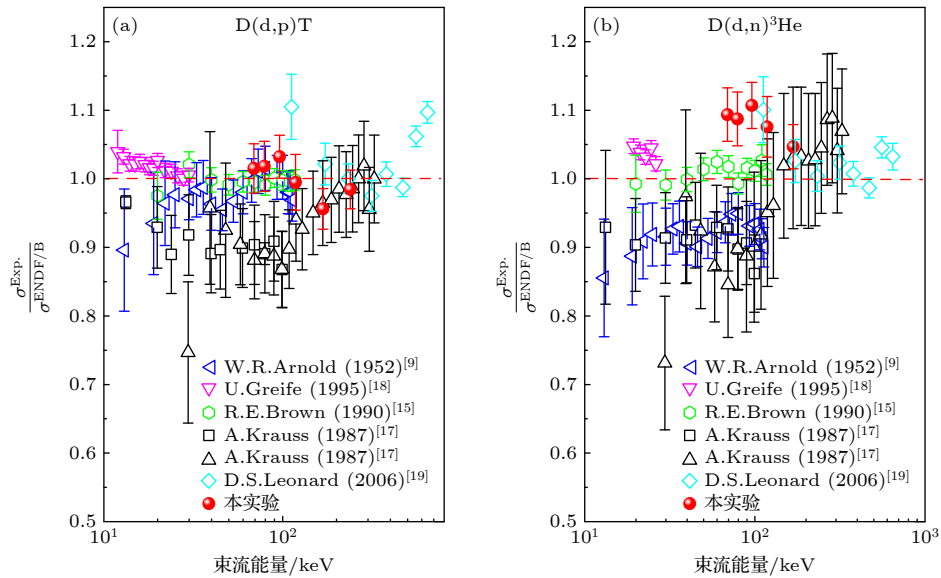 (a) D(d,p)T
1.2
1.1
1.0
0.9
0.8
0.7
0.6
0.5
σ^Exp.
σ^ENDF/B
W.R.Arnold (1952)[9]
U.Greife (1995)[18]
R.E.Brown (1990)[15]
A.Krauss (1987)[17]
A.Krauss (1987)[17]
D.S.Leonard (2006)[19]
本实验
10^1 10^2
束流能量/keV
(b) D(d,n)³He
1.2
1.1
1.0
0.9
0.8
0.7
0.6
0.5
σ^Exp.
σ^ENDF/B
W.R.Arnold (1952)[9]
U.Greife (1995)[18]
R.E.Brown (1990)[15]
A.Krauss (1987)[17]
A.Krauss (1987)[17]
D.S.Leonard (2006)[19]
本实验
10^1 10^2 10^3
束流能量/keV